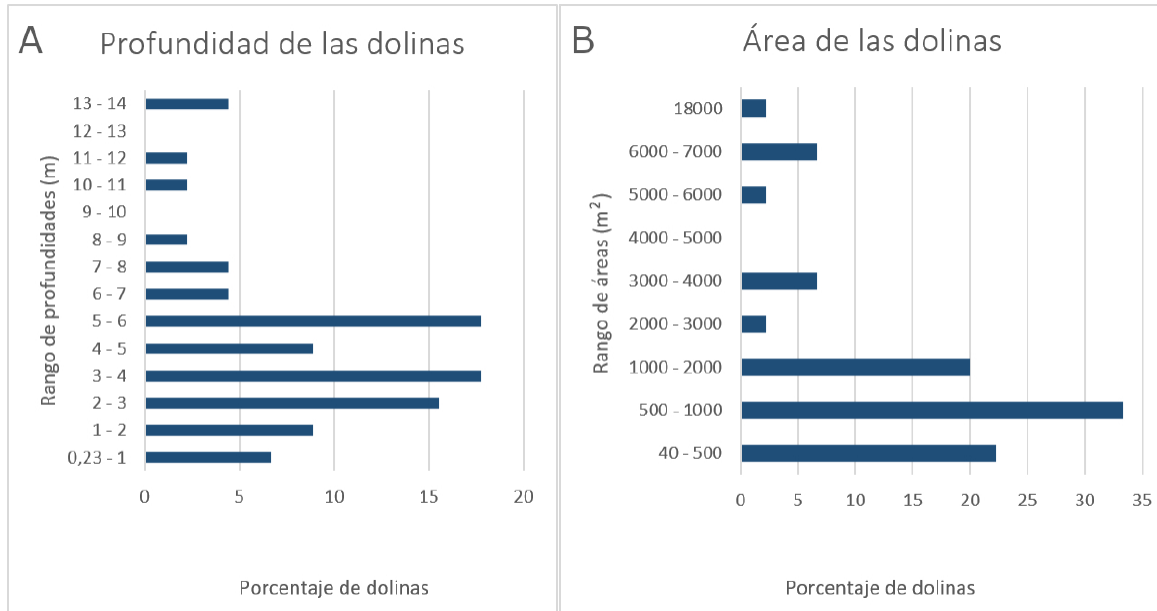 A
Profundidad de las dolinas
Rango de profundidades (m)
13 - 14
12 - 13
11 - 12
10 - 11
9 - 10
8 - 9
7 - 8
6 - 7
5 - 6
4 - 5
3 - 4
2 - 3
1 - 2
0,23 - 1
0 5 10 15 20
Porcentaje de dolinas
B
Área de las dolinas
Rango de áreas (m²)
18000
6000 - 7000
5000 - 6000
4000 - 5000
3000 - 4000
2000 - 3000
1000 - 2000
500 - 1000
40 - 500
0 5 10 15 20 25 30 35
Porcentaje de dolinas